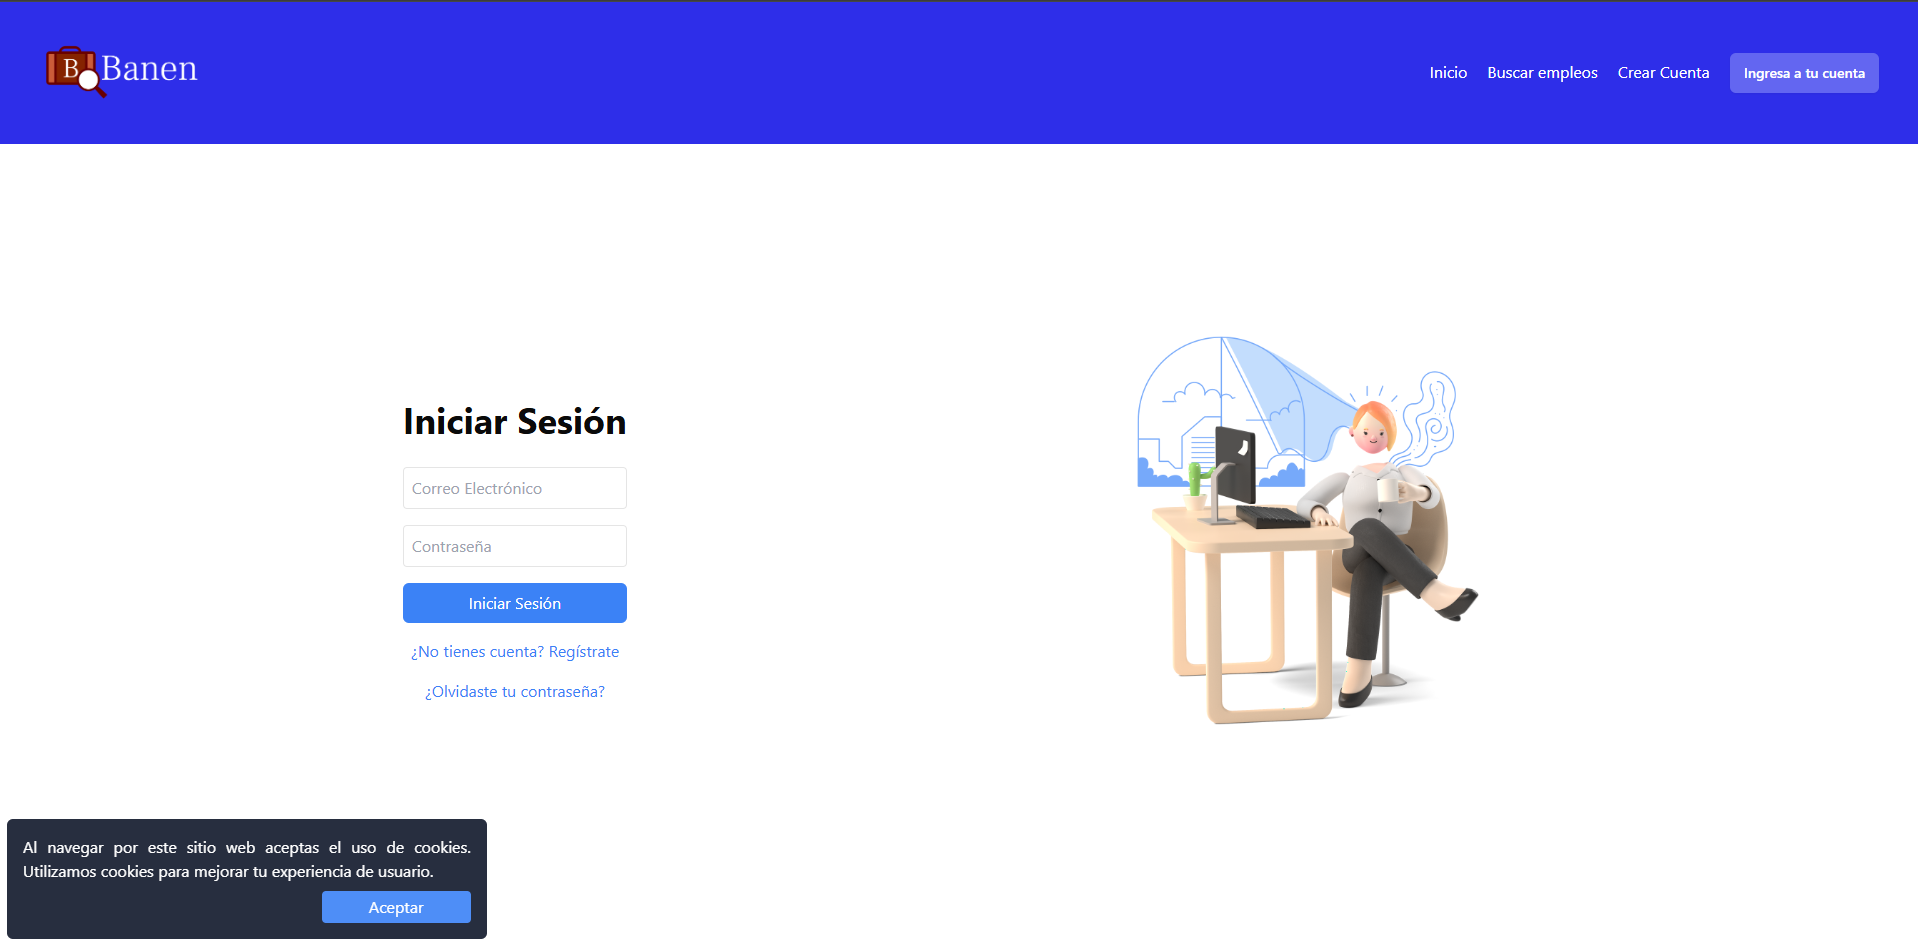 B Banen
Inicio
Buscar empleos
Crear Cuenta
Ingresa a tu cuenta
Iniciar Sesión
Correo Electrónico
Contraseña
Iniciar Sesión
¿No tienes cuenta? Regístrate
¿Olvidaste tu contraseña?
Al navegar por este sitio web aceptas el uso de cookies.
Utilizamos cookies para mejorar tu experiencia de usuario.
Aceptar